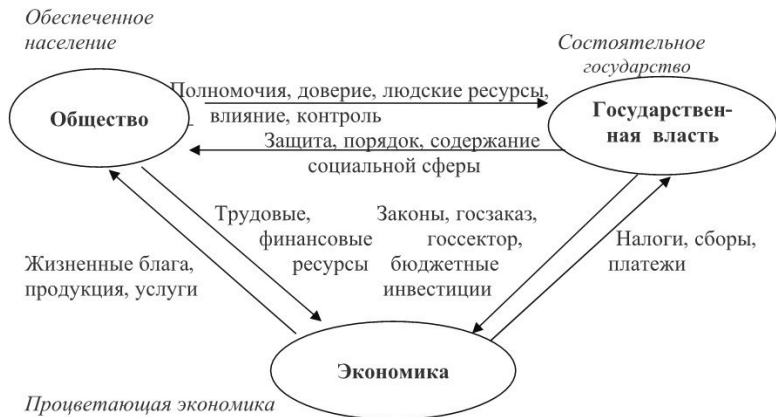 Обеспеченное
население
Состоятельное
государство
Полномочия, доверие, людские ресурсы,
влияние, контроль
Общество
Государствен-
ная власть
Защита, порядок, содержание
социальной сферы
Трудовые,
финансовые
ресурсы
Законы, госзаказ,
госсектор,
бюджетные
инвестиции
Жизненные блага,
продукция, услуги
Налоги, сборы,
платежи
Экономика
Процветающая экономика